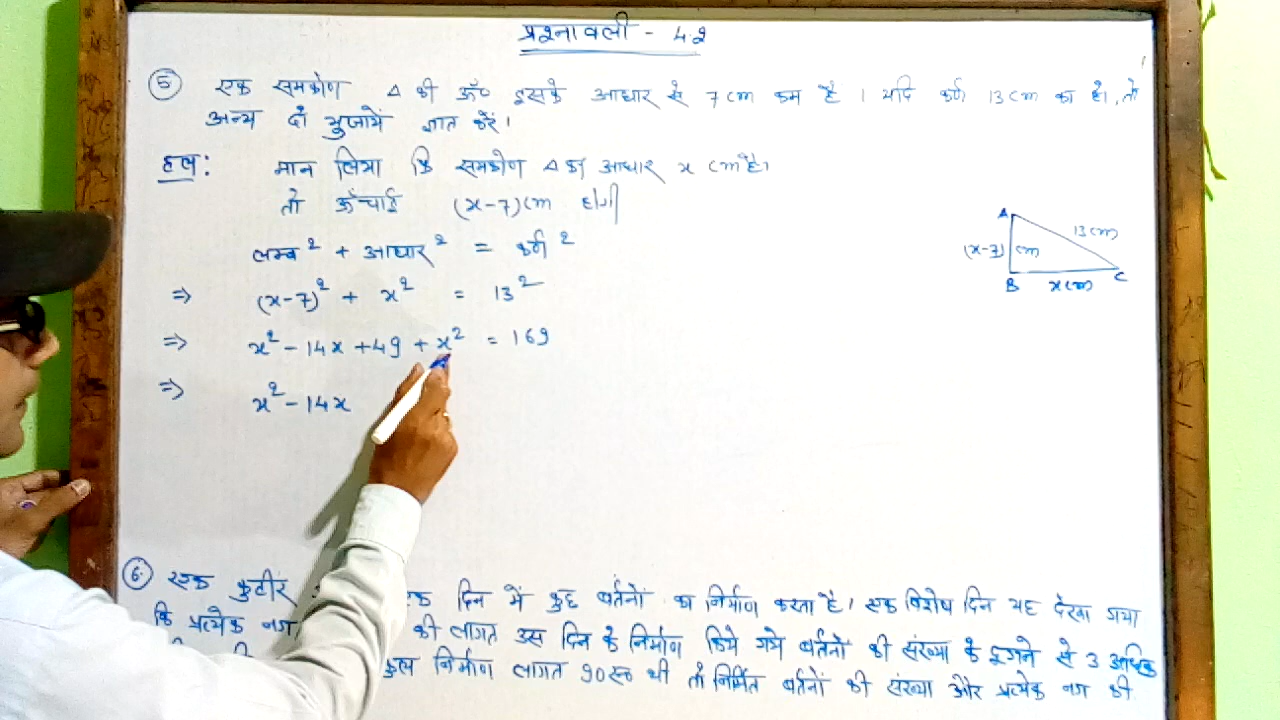 प्रश्नावली - 4.2
5 एक समकोण Δ की ऊँ० इसके आधार से 7 cm कम है । यदि कर्ण 13 cm का हो, तो
अन्य दो भुजायें ज्ञात करें।
हल: मान लिया कि समकोण Δ का आधार x cm है।
तो ऊँचाई (x-7)cm होगी
लम्ब² + आधार² = कर्ण²
⇒ (x-7)² + x² = 13²
⇒ x² - 14x + 49 + x² = 169
⇒ x² - 14x
A
13 cm
(x-7) cm
B x cm C
6. एक कुटीर एक दिन में कुछ बर्तनों का निर्माण करता है। एक विशेष दिन यह देखा गया
कि प्रत्येक नग की लागत उस दिन के निर्माण किये गये बर्तनों की संख्या के दूगने से 3 अधिक
कुल निर्माण लागत 90 रू० थी तो निर्मित बर्तनों की संख्या और प्रत्येक नग की